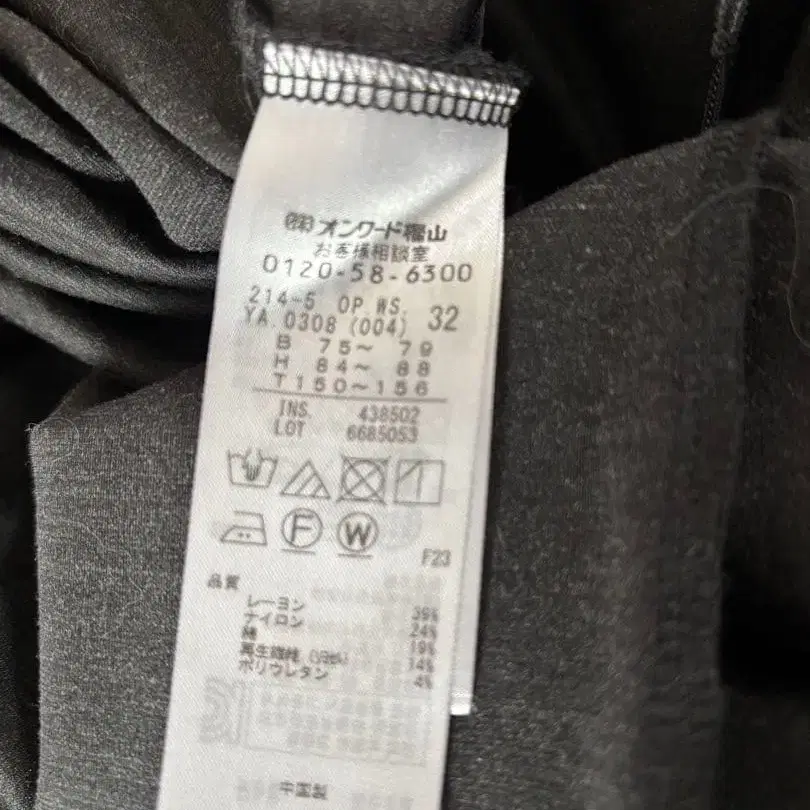 (株)オンワード樫山
お客様相談室
0120-58-6300
214-5 OP WS. 32
YA.0308 (004)
B 75~ 79
H 84~ 88
T150~156
INS. 438502
LOT 6685053
F
W
F23
品質
レーヨン 39%
ナイロン 24%
綿 19%
再生繊維(リヨセル) 14%
ポリウレタン 4%
中国製